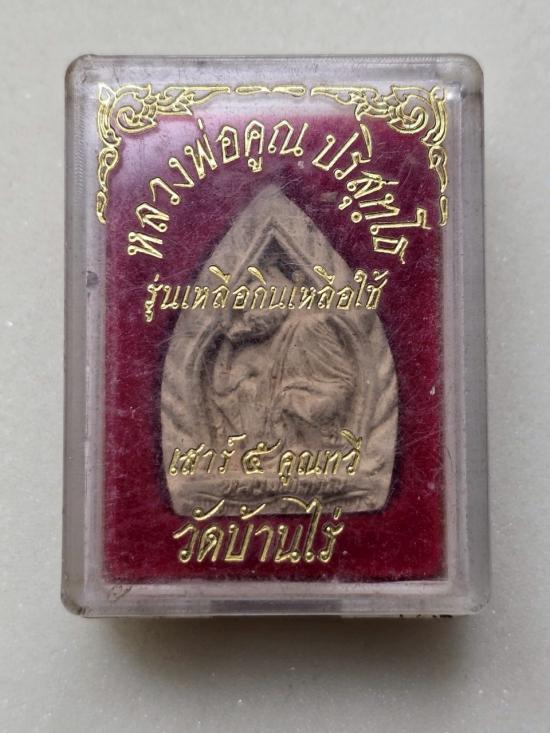 หลวงพ่อคูณ ปริสุทฺโธ
รุ่นเหลือกินเหลือใช้
เสาร์ ๕ คูณทวี
วัดบ้านไร่